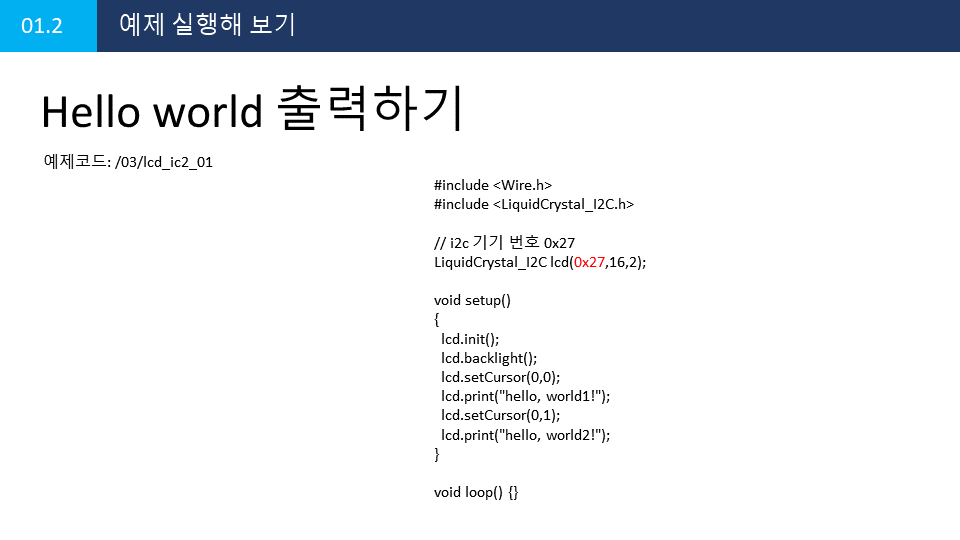 01.2
예제 실행해 보기
Hello world 출력하기
예제코드: /03/lcd_ic2_01
#include <Wire.h>
#include <LiquidCrystal_I2C.h>
// i2c 기기 번호 0x27
LiquidCrystal_I2C lcd(0x27,16,2);
void setup()
{
lcd.init();
lcd.backlight();
lcd.setCursor(0,0);
lcd.print("hello, world1!");
lcd.setCursor(0,1);
lcd.print("hello, world2!");
}
void loop() {}